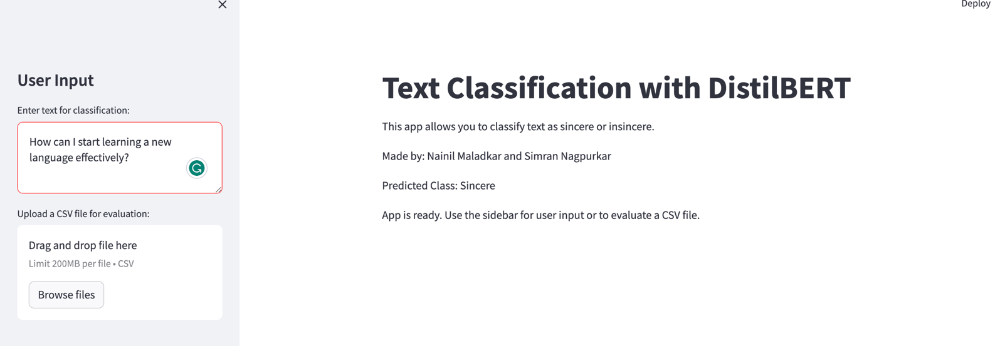 Deploy
User Input
Enter text for classification:
How can I start learning a new
language effectively?
Upload a CSV file for evaluation:
Drag and drop file here
Limit 200MB per file • CSV
Browse files
Text Classification with DistilBERT
This app allows you to classify text as sincere or insincere.
Made by: Nainil Maladkar and Simran Nagpurkar
Predicted Class: Sincere
App is ready. Use the sidebar for user input or to evaluate a CSV file.